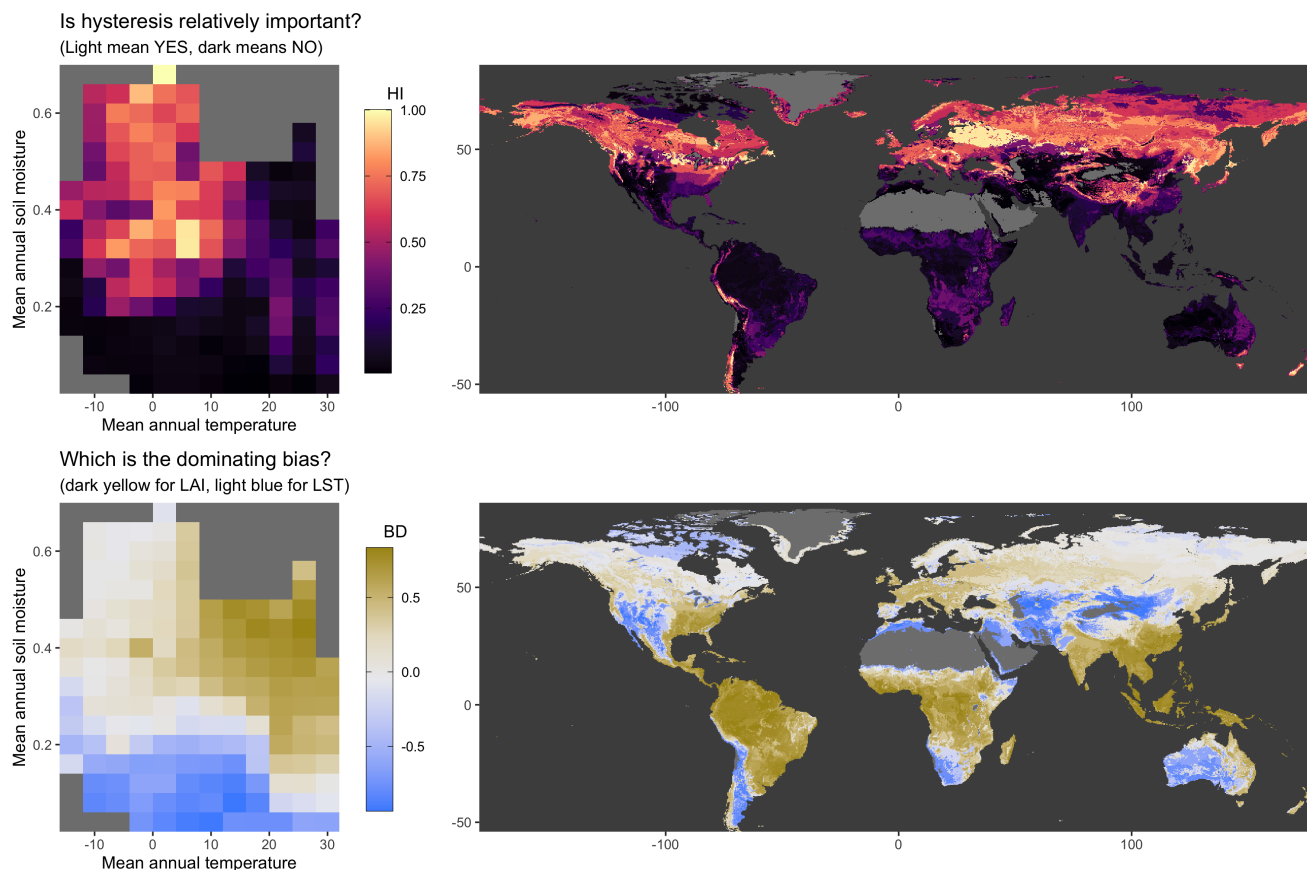 Is hysteresis relatively important?
(Light mean YES, dark means NO)
Mean annual soil moisture
0.6
0.4
0.2
-10 0 10 20 30
Mean annual temperature
HI
1.00
0.75
0.50
0.25
50
0
-50
-100 0 100
Which is the dominating bias?
(dark yellow for LAI, light blue for LST)
Mean annual soil moisture
0.6
0.4
0.2
-10 0 10 20 30
Mean annual temperature
BD
0.5
0.0
-0.5
50
0
-50
-100 0 100